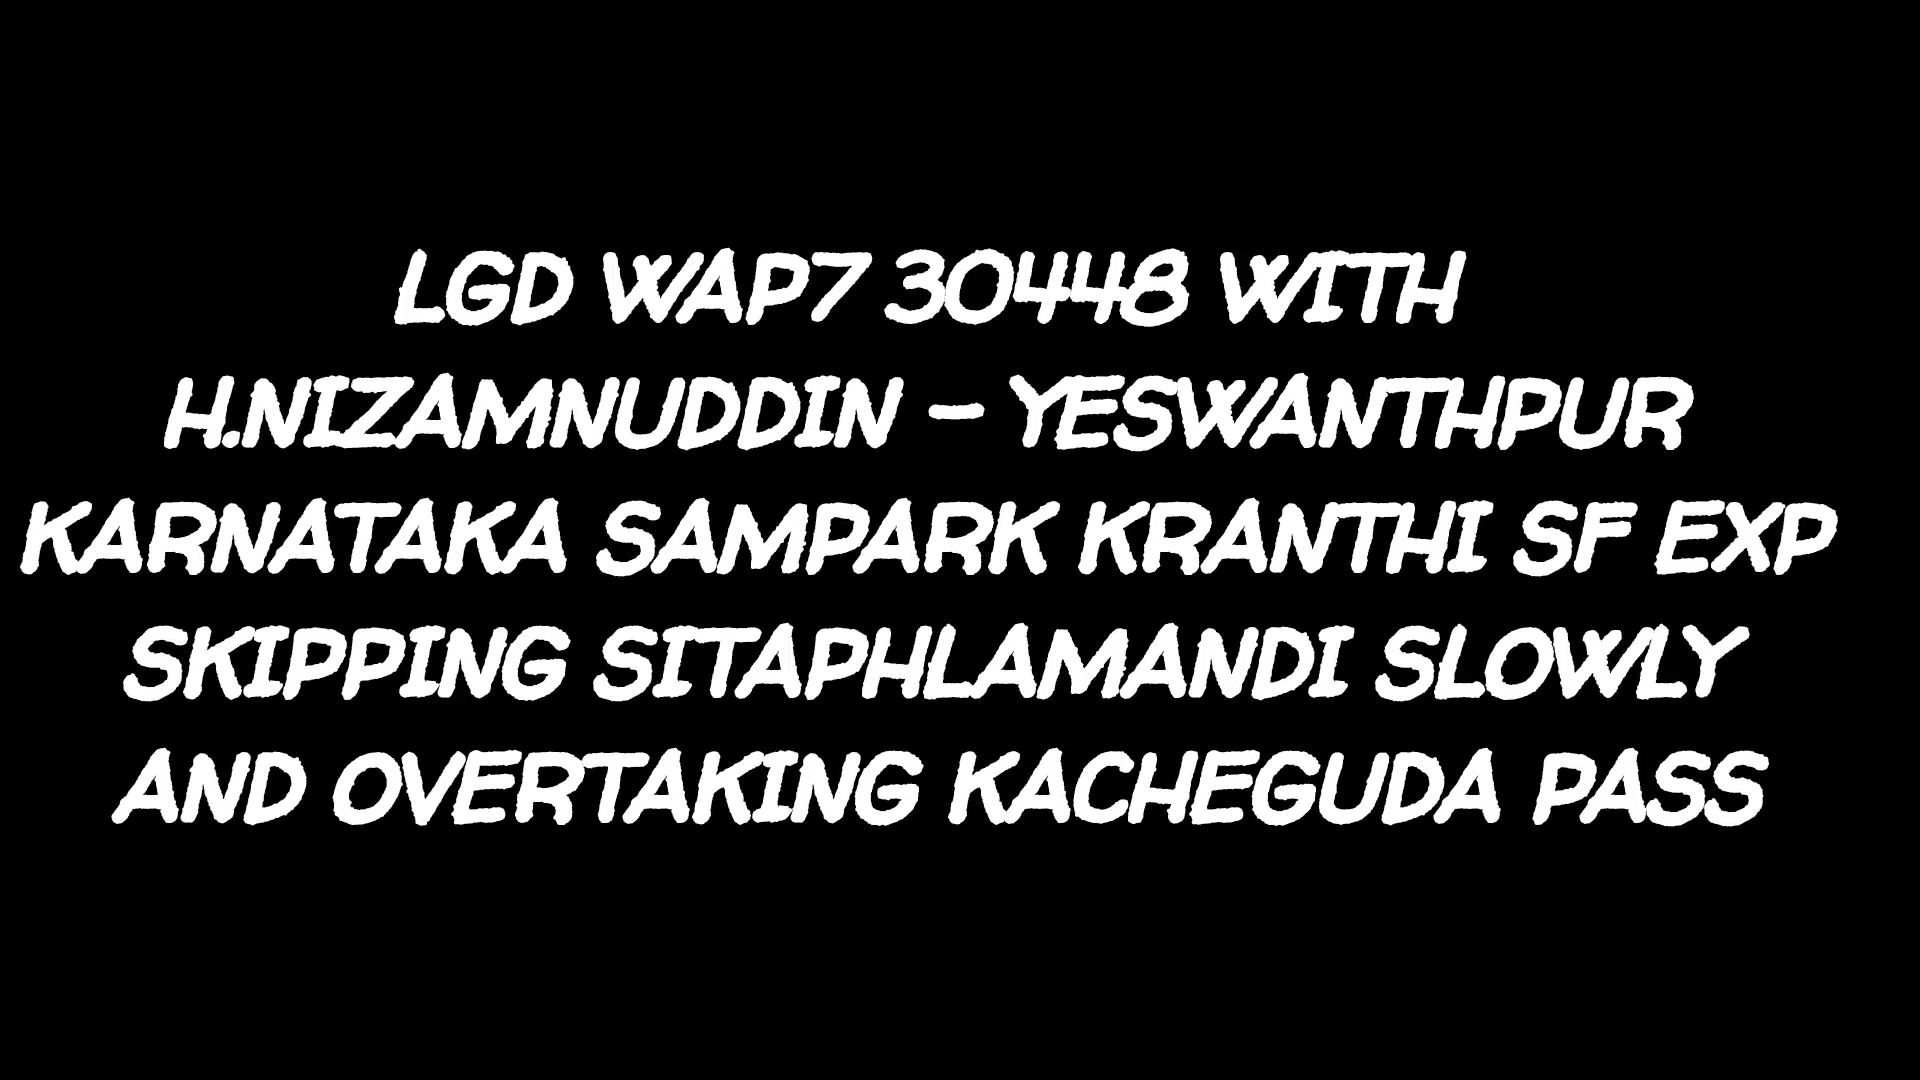 LGD WAP7 30448 WITH
H.NIZAMNUDDIN - YESWANTHPUR
KARNATAKA SAMPARK KRANTHI SF EXP
SKIPPING SITAPHLAMANDI SLOWLY
AND OVERTAKING KACHEGUDA PASS